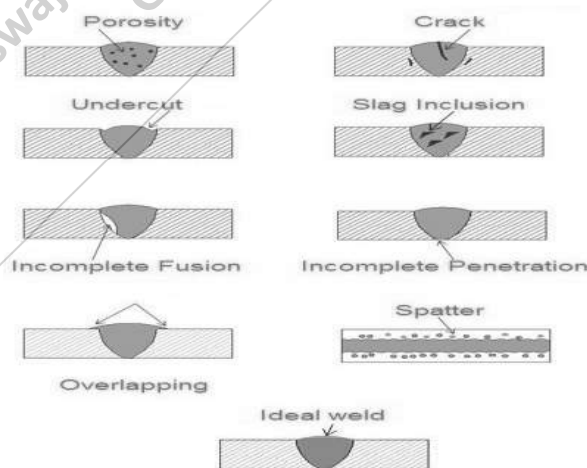 Porosity
Crack
Undercut
Slag Inclusion
Incomplete Fusion
Incomplete Penetration
Spatter
Overlapping
Ideal weld